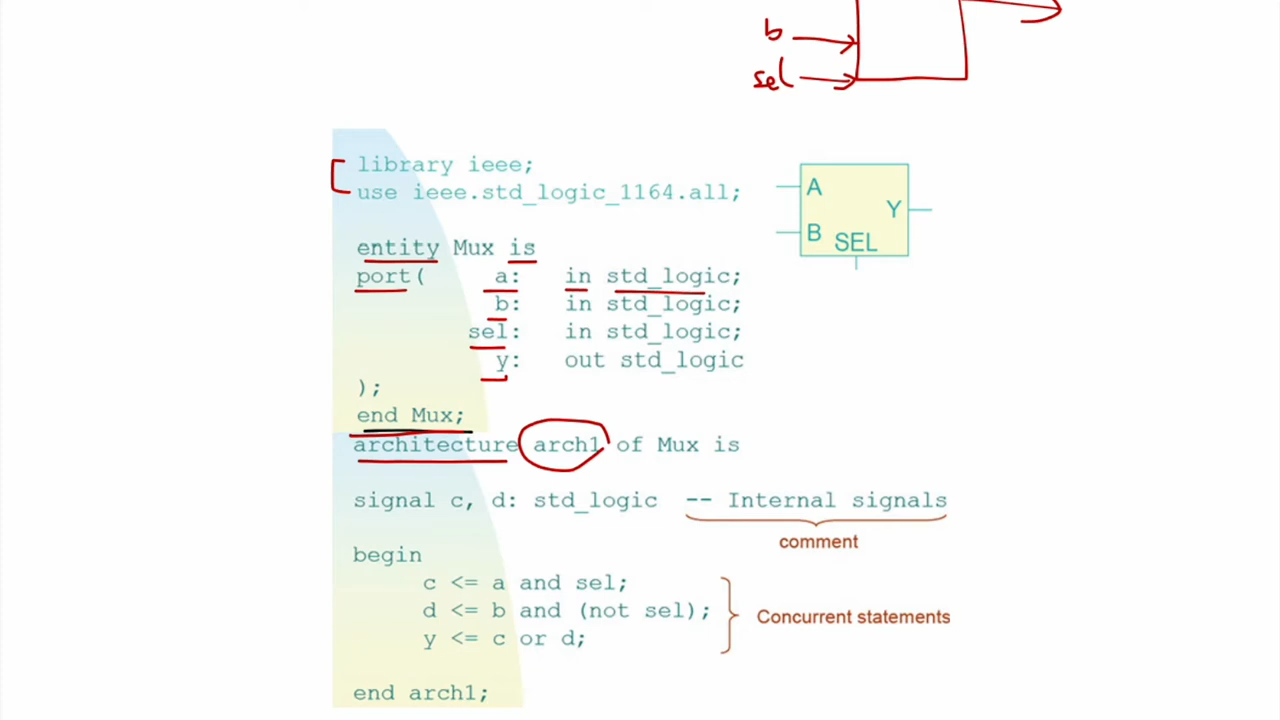 b
sel
library ieee;
use ieee.std_logic_1164.all;
A
Y
B
SEL
entity Mux is
port( a: in std_logic;
b: in std_logic;
sel: in std_logic;
y: out std_logic
);
end Mux;
architecture arch1 of Mux is
signal c, d: std_logic -- Internal signals
comment
begin
c <= a and sel;
d <= b and (not sel);
y <= c or d;
Concurrent statements
end arch1;